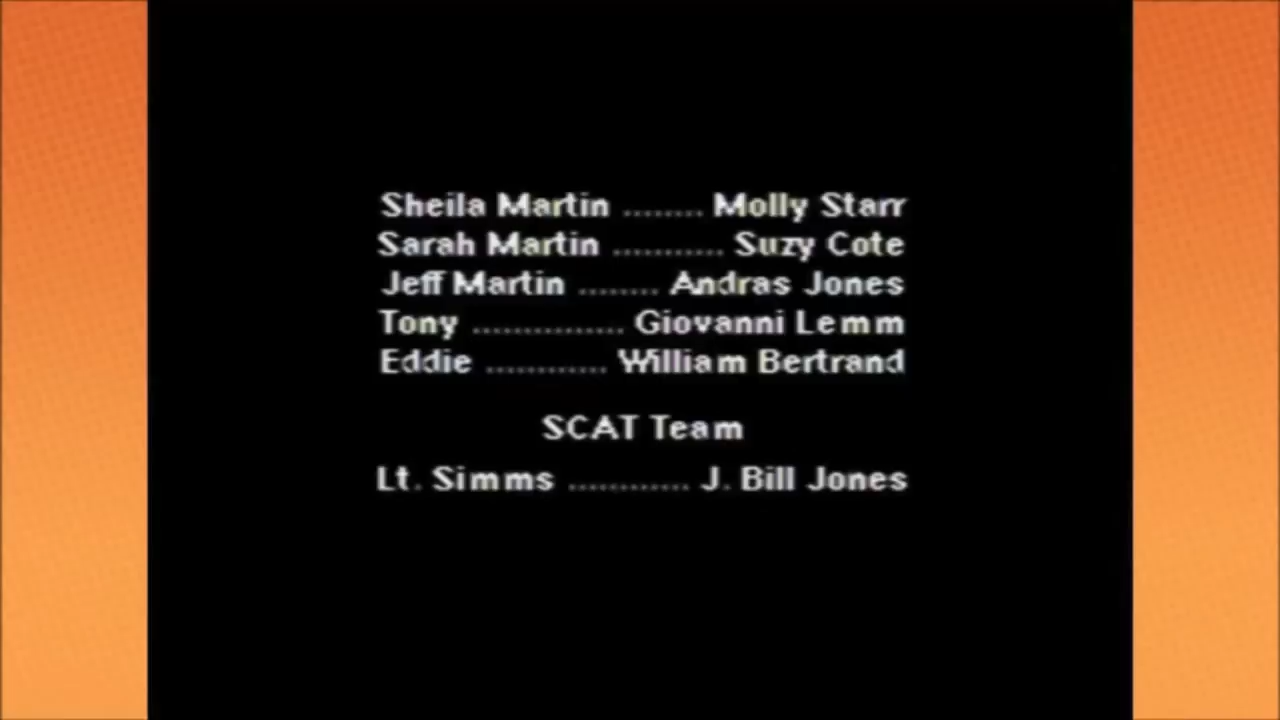 Sheila Martin ........ Molly Starr
Sarah Martin ........... Suzy Cote
Jeff Martin ........ Andras Jones
Tony ............... Giovanni Lemm
Eddie ............ William Bertrand
SCAT Team
Lt. Simms ............ J. Bill Jones